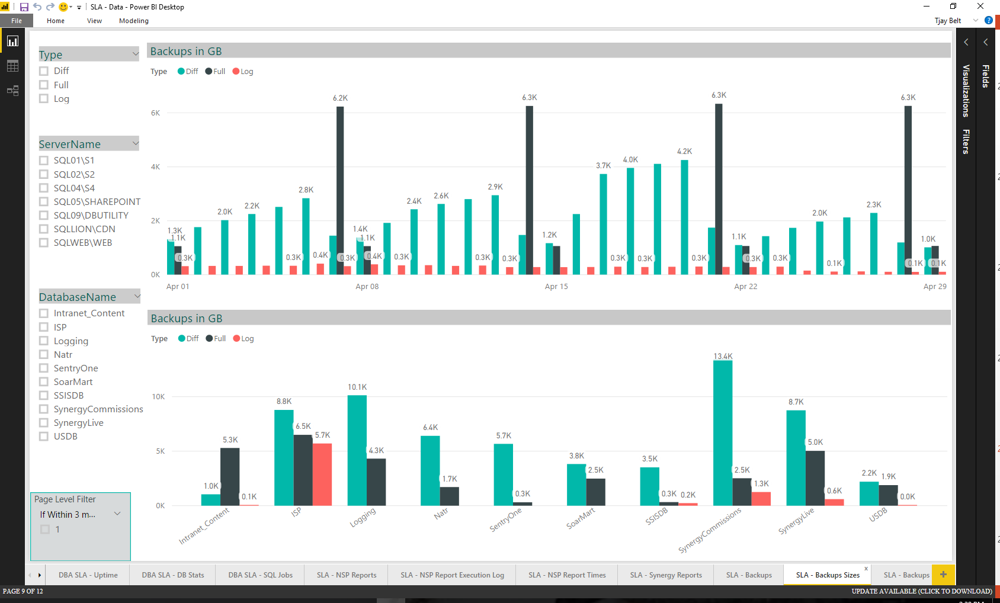 SLA - Data - Power BI Desktop
File Home View Modeling Tjay Belt
Type
Diff
Full
Log
ServerName
SQL01\S1
SQL02\S2
SQL04\S4
SQL05\SHAREPOINT
SQL09\DBUTILITY
SQLLION\CDN
SQLWEB\WEB
DatabaseName
Intranet_Content
ISP
Logging
Natr
SentryOne
SoarMart
SSISDB
SynergyCommissions
SynergyLive
USDB
Page Level Filter
If Within 3 m...
1
Backups in GB
Type Diff Full Log
6.2K 6.3K 6.3K 6.3K
6K
4.2K
4.0K
3.7K
4K
2.8K 2.9K
2.6K
2.4K
2.3K
2.2K
2.0K 2.0K
2K
1.3K 1.4K
1.1K 1.1K 1.2K 1.1K 1.0K
0.3K 0.3K 0.4K 0.3K 0.4K 0.3K 0.3K 0.3K 0.3K 0.3K 0.3K 0.3K 0.3K 0.1K 0.1K 0.1K
0K
Apr 01 Apr 08 Apr 15 Apr 22 Apr 29
Backups in GB
Type Diff Full Log
13.4K
10.1K
10K
8.8K 8.7K
6.5K 6.4K
5.3K 5.7K 5.7K 5.0K
5K
4.3K 3.8K 3.5K
2.5K 2.5K
1.7K 2.2K 1.9K
1.0K 0.1K 0.3K 0.3K 0.2K 1.3K 0.6K 0.0K
0K
Intranet_Content ISP Logging Natr SentryOne SoarMart SSISDB SynergyCommissions SynergyLive USDB
Visualizations
Filters
Fields
DBA SLA - Uptime DBA SLA - DB Stats DBA SLA - SQL Jobs SLA - NSP Reports SLA - NSP Report Execution Log SLA - NSP Report Times SLA - Synergy Reports SLA - Backups SLA - Backups Sizes x SLA - Backups +
PAGE 9 OF 12 UPDATE AVAILABLE (CLICK TO DOWNLOAD)